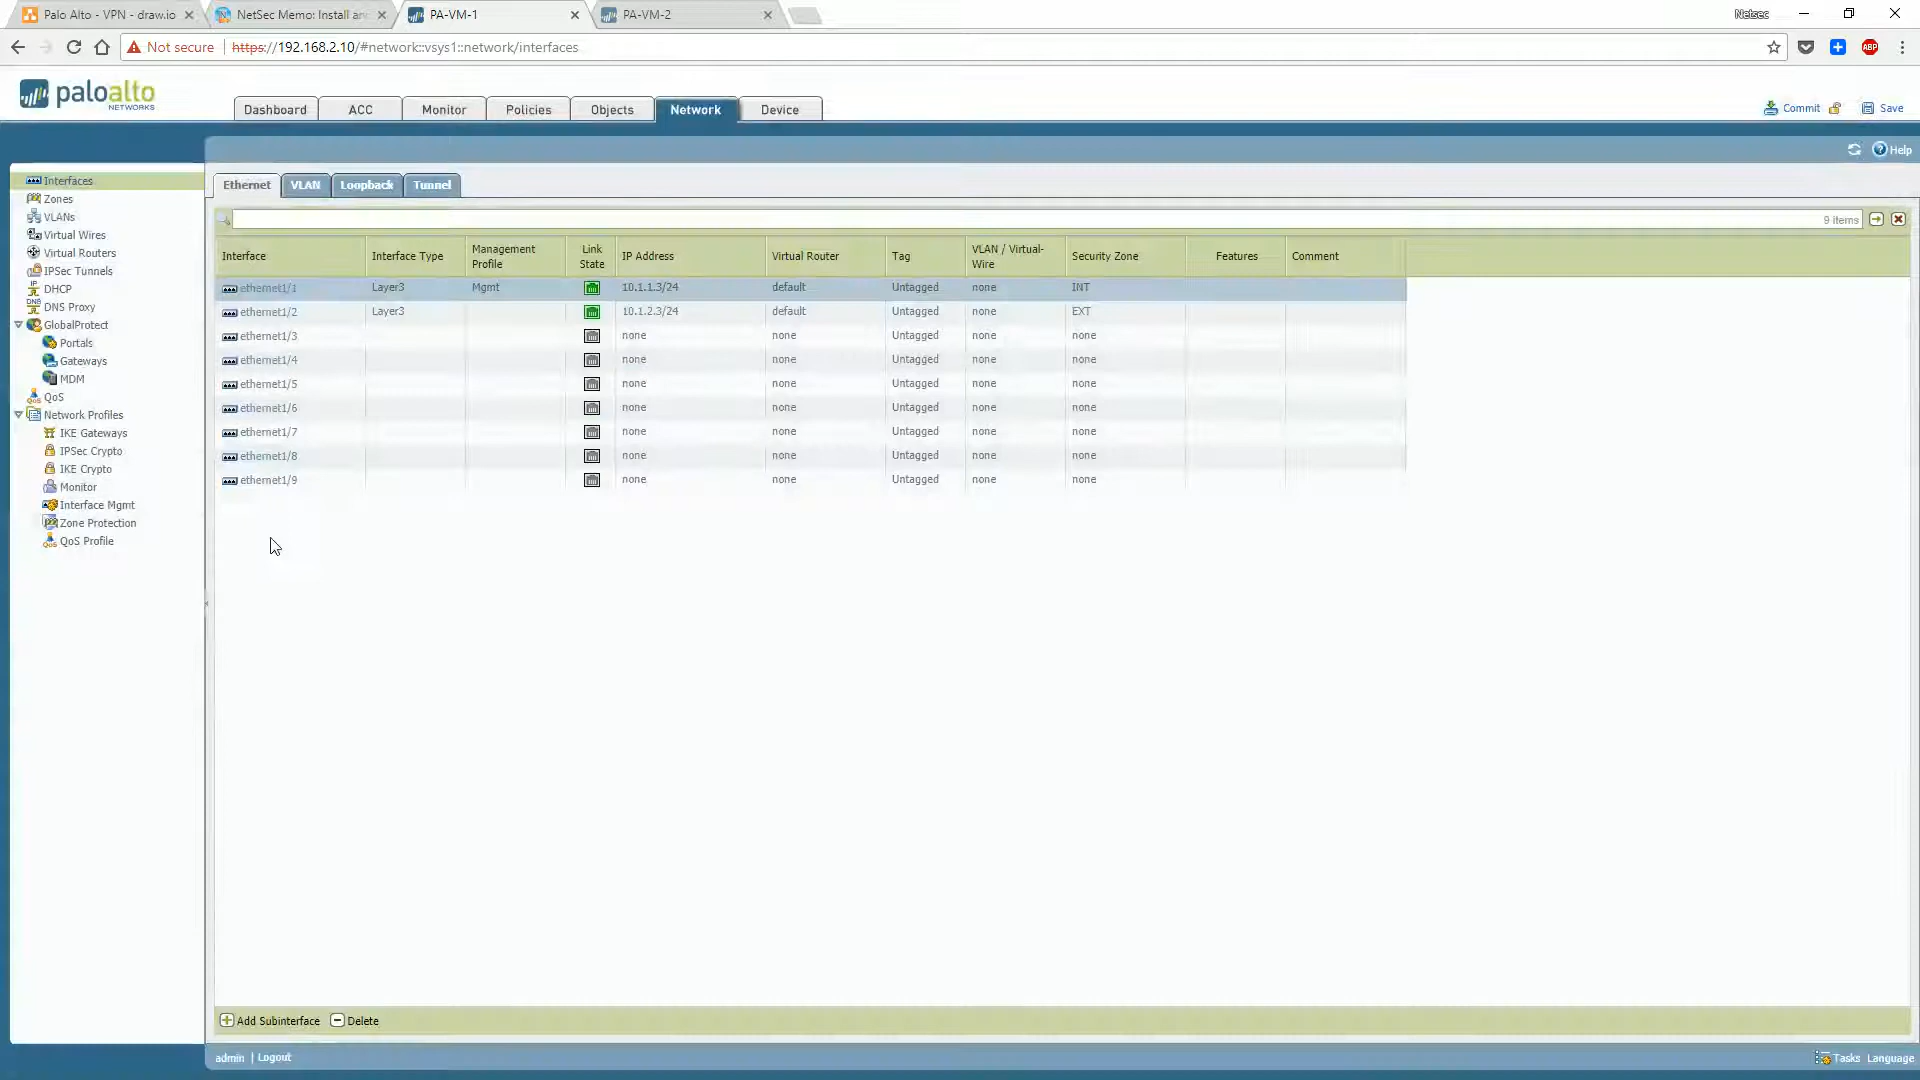 Palo Alto - VPN - draw.io
NetSec Memo: Install an
PA-VM-1
PA-VM-2
Netsec
Not secure
https://192.168.2.10/#network::vsys1::network/interfaces
ABP
paloalto
NETWORKS
Dashboard
ACC
Monitor
Policies
Objects
Network
Device
Commit
Save
Help
Interfaces
Zones
VLANs
Virtual Wires
Virtual Routers
IPSec Tunnels
DHCP
DNS Proxy
GlobalProtect
Portals
Gateways
MDM
QoS
Network Profiles
IKE Gateways
IPSec Crypto
IKE Crypto
Monitor
Interface Mgmt
Zone Protection
QoS Profile
Ethernet VLAN Loopback Tunnel
9 items
Interface Interface Type Management Profile Link State IP Address Virtual Router Tag VLAN / Virtual-Wire Security Zone Features Comment
ethernet1/1 Layer3 Mgmt 10.1.1.3/24 default Untagged none INT
ethernet1/2 Layer3 10.1.2.3/24 default Untagged none EXT
ethernet1/3 none none Untagged none none
ethernet1/4 none none Untagged none none
ethernet1/5 none none Untagged none none
ethernet1/6 none none Untagged none none
ethernet1/7 none none Untagged none none
ethernet1/8 none none Untagged none none
ethernet1/9 none none Untagged none none
Add Subinterface Delete
admin | Logout
Tasks Language